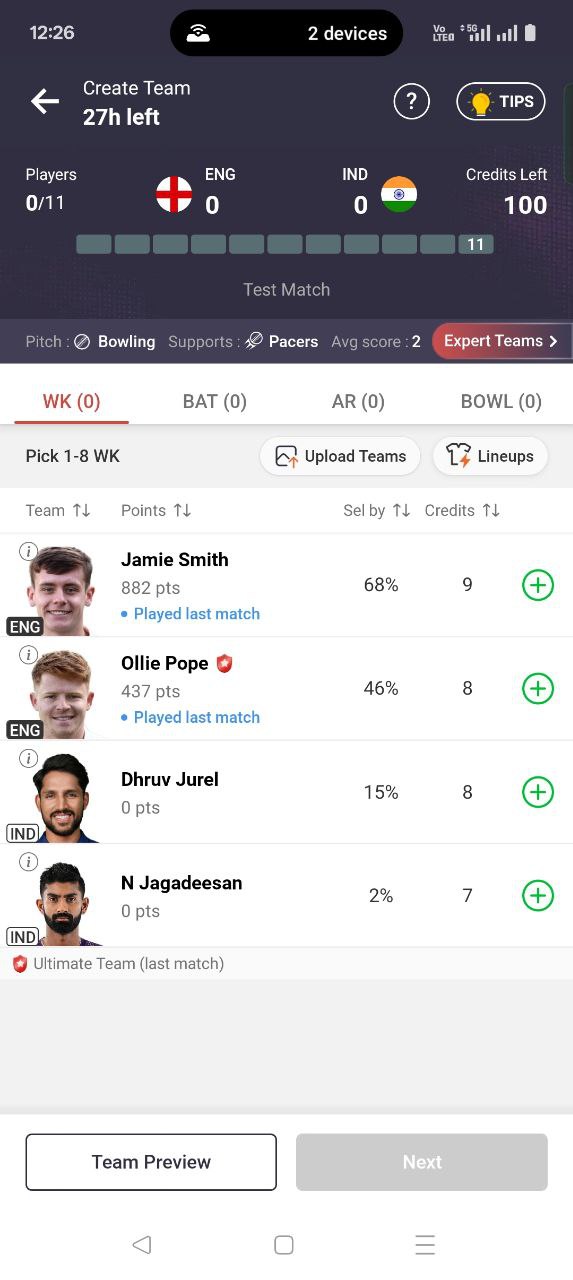 12:26
2 devices
Vo LTED 5G
Create Team
27h left
?
TIPS
Players
ENG
IND
Credits Left
0/11
0
0
100
11
Test Match
Pitch : Bowling Supports : Pacers Avg score : 2
Expert Teams >
WK (0) BAT (0) AR (0) BOWL (0)
Pick 1-8 WK
Upload Teams
Lineups
Team ↑↓ Points ↑↓ Sel by ↑↓ Credits ↑↓
i
Jamie Smith
882 pts
68% 9
• Played last match
ENG
i
Ollie Pope
437 pts
46% 8
• Played last match
ENG
i
Dhruv Jurel
0 pts
15% 8
IND
i
N Jagadeesan
0 pts
2% 7
IND
Ultimate Team (last match)
Team Preview
Next